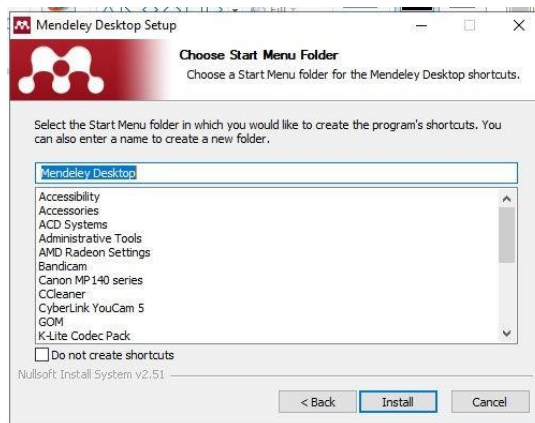 Mendeley Desktop Setup
Choose Start Menu Folder
Choose a Start Menu folder for the Mendeley Desktop shortcuts.
Select the Start Menu folder in which you would like to create the program's shortcuts. You
can also enter a name to create a new folder.
Mendeley Desktop
Accessibility
Accessories
ACD Systems
Administrative Tools
AMD Radeon Settings
Bandicam
Canon MP140 series
CCleaner
CyberLink YouCam 5
GOM
K-Lite Codec Pack
Do not create shortcuts
Nullsoft Install System v2.51
< Back
Install
Cancel